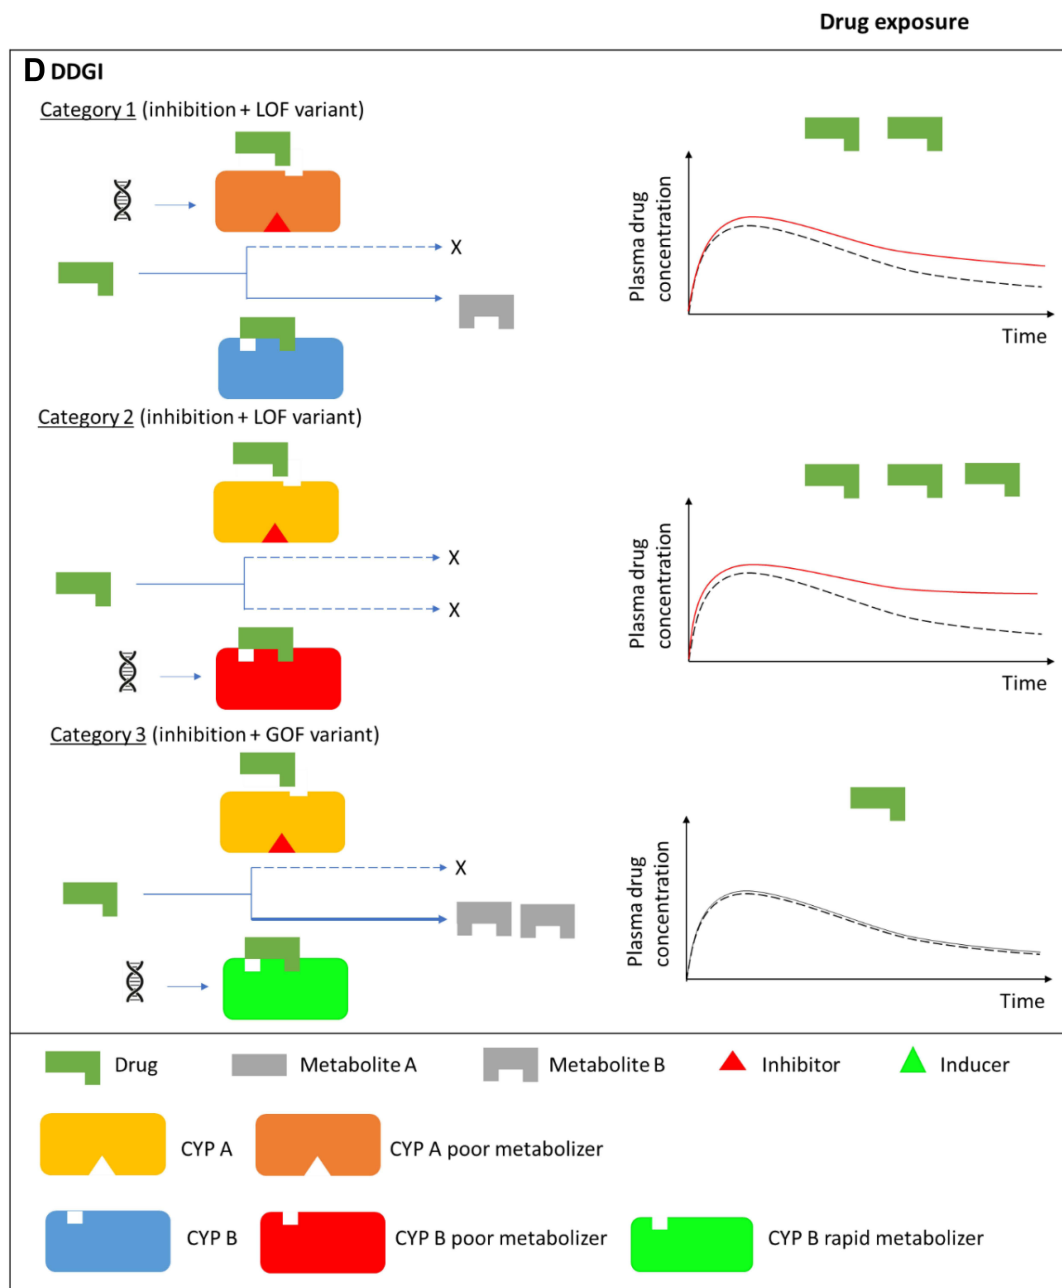 Drug exposure
D DDGI
Category 1 (inhibition + LOF variant)
X
Plasma drug
concentration
Time
Category 2 (inhibition + LOF variant)
X
X
Plasma drug
concentration
Time
Category 3 (inhibition + GOF variant)
X
Plasma drug
concentration
Time
Drug
Metabolite A
Metabolite B
Inhibitor
Inducer
CYP A
CYP A poor metabolizer
CYP B
CYP B poor metabolizer
CYP B rapid metabolizer